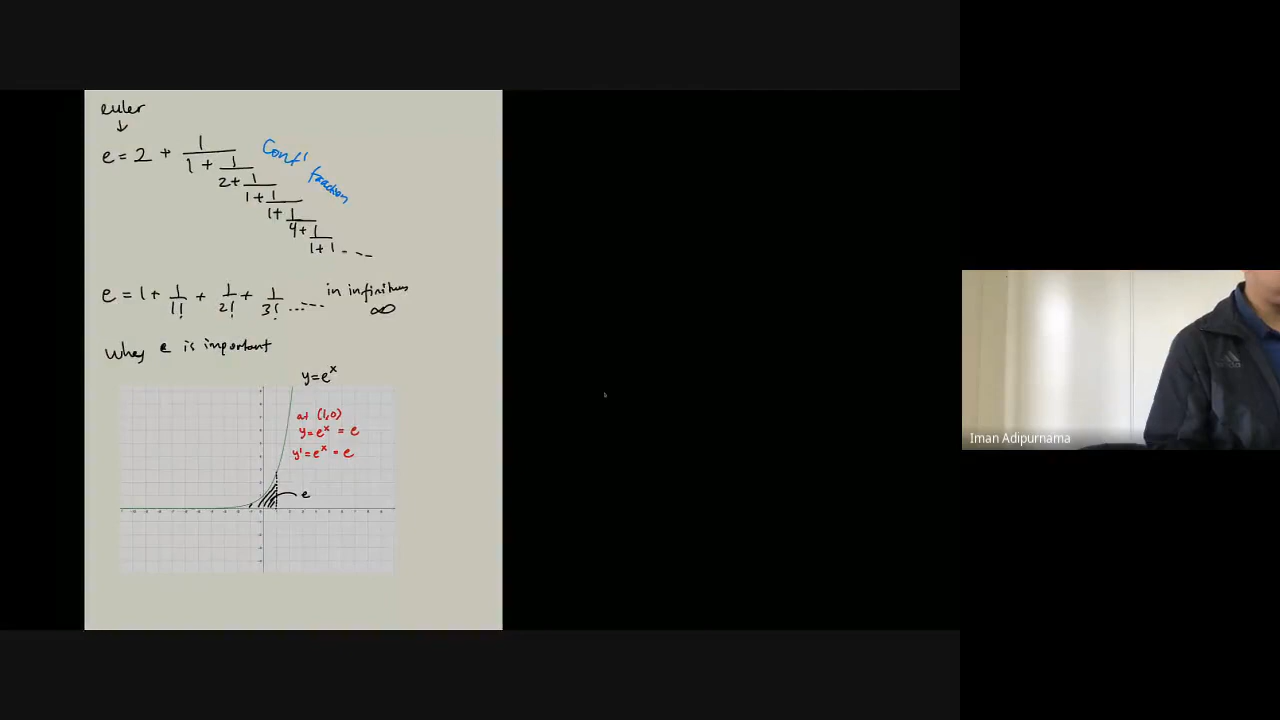 euler
↓
e = 2 + 1/(1 + 1/(2 + 1/(1 + 1/(1 + 1/(4 + 1/(1 + 1 ---
Cont'
fraction
e = 1 + 1/1! + 1/2! + 1/3! ...--- in infinitum
∞
Why e is important
y = e^x
at (1,0)
y = e^x = e
y' = e^x = e
e
Iman Adipurnama